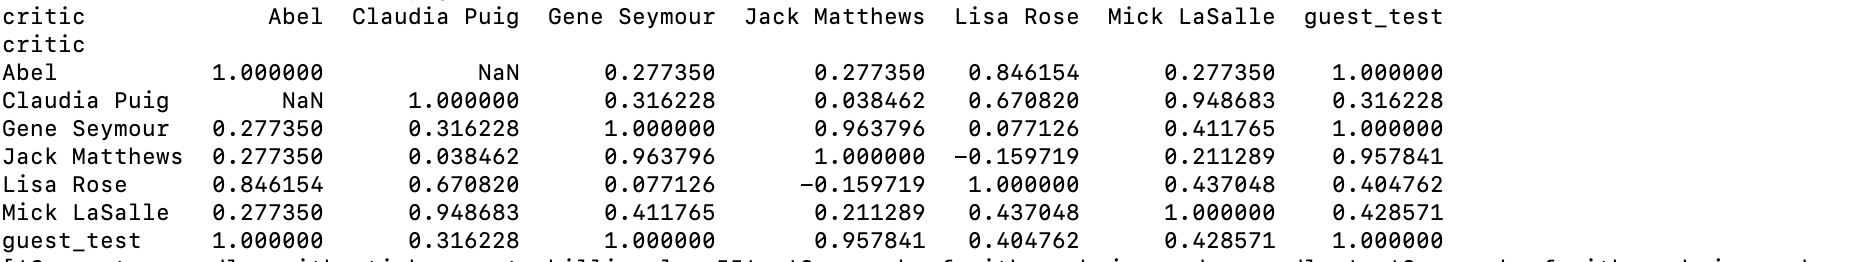 critic Abel Claudia Puig Gene Seymour Jack Matthews Lisa Rose Mick LaSalle guest_test
critic
Abel 1.000000 NaN 0.277350 0.277350 0.846154 0.277350 1.000000
Claudia Puig NaN 1.000000 0.316228 0.038462 0.670820 0.948683 0.316228
Gene Seymour 0.277350 0.316228 1.000000 0.963796 0.077126 0.411765 1.000000
Jack Matthews 0.277350 0.038462 0.963796 1.000000 -0.159719 0.211289 0.957841
Lisa Rose 0.846154 0.670820 0.077126 -0.159719 1.000000 0.437048 0.404762
Mick LaSalle 0.277350 0.948683 0.411765 0.211289 0.437048 1.000000 0.428571
guest_test 1.000000 0.316228 1.000000 0.957841 0.404762 0.428571 1.000000